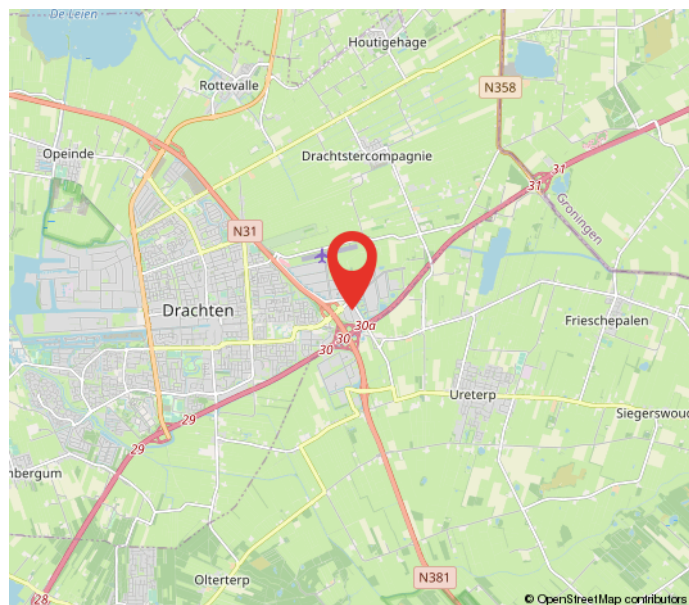 De Leien
Houtigehage
Rottevalle
N358
Opeinde
Drachtstercompagnie
31
31
Groningen
N31
Drachten
30a
30
30
Frieschepalen
Ureterp
Siegerswoud
29
29
nbergum
Olterterp
N381
28
© OpenStreetMap contributors